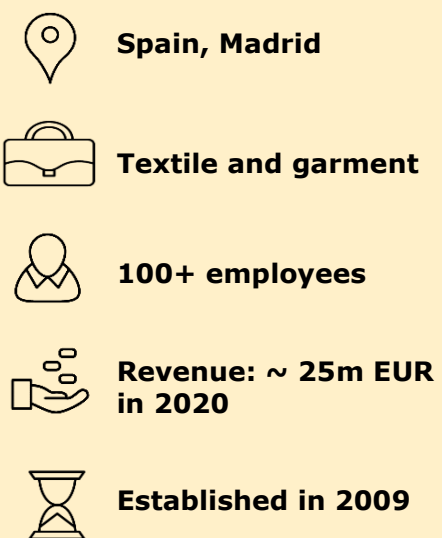 Spain, Madrid
Textile and garment
100+ employees
Revenue: ~ 25m EUR
in 2020
Established in 2009